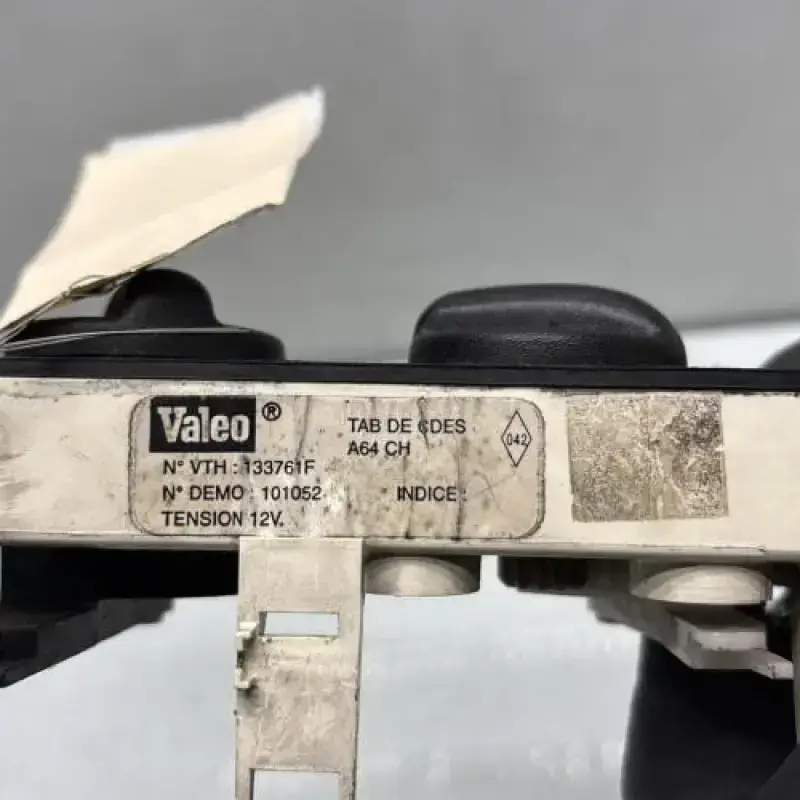 Valeo®
TAB DE CDES
A64 CH
042
N° VTH : 133761F
N° DEMO : 101052
INDICE :
TENSION 12V.